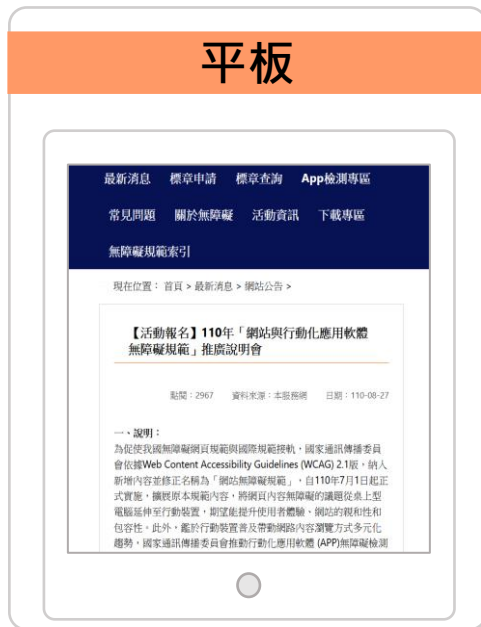 平板
最新消息 標章申請 標章查詢 App檢測專區
常見問題 關於無障礙 活動資訊 下載專區
無障礙規範索引
現在位置： 首頁 > 最新消息 > 網站公告 >
【活動報名】110年「網站與行動化應用軟體
無障礙規範」推廣說明會
點閱：2967 資料來源：本服務網 日期：110-08-27
一、說明：
為促使我國無障礙網頁規範與國際規範接軌，國家通訊傳播委員
會依據Web Content Accessibility Guidelines (WCAG) 2.1版，納入
新增內容並修正名稱為「網站無障礙規範」，自110年7月1日起正
式實施，擴展原本規範內容，將網頁內容無障礙的議題從桌上型
電腦延伸至行動裝置，期望能提升使用者體驗、網站的親和性和
包容性。此外，鑑於行動裝置普及帶動網路內容瀏覽方式多元化
趨勢，國家通訊傳播委員會推動行動化應用軟體 (APP)無障礙檢測